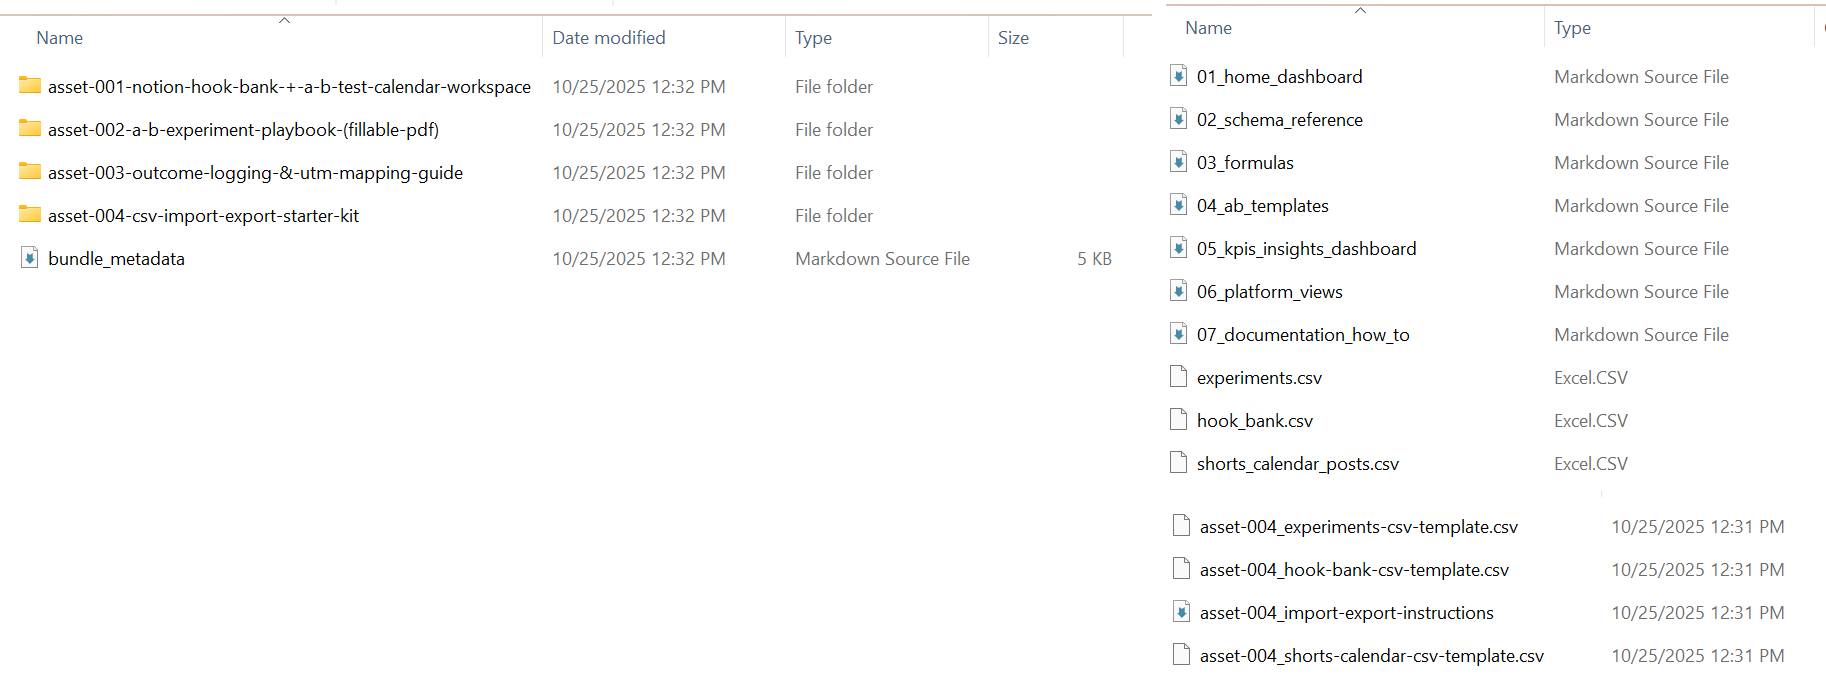 Name Date modified Type Size
asset-001-notion-hook-bank-+-a-b-test-calendar-workspace 10/25/2025 12:32 PM File folder
asset-002-a-b-experiment-playbook-(fillable-pdf) 10/25/2025 12:32 PM File folder
asset-003-outcome-logging-&-utm-mapping-guide 10/25/2025 12:32 PM File folder
asset-004-csv-import-export-starter-kit 10/25/2025 12:32 PM File folder
bundle_metadata 10/25/2025 12:32 PM Markdown Source File 5 KB
Name Type
01_home_dashboard Markdown Source File
02_schema_reference Markdown Source File
03_formulas Markdown Source File
04_ab_templates Markdown Source File
05_kpis_insights_dashboard Markdown Source File
06_platform_views Markdown Source File
07_documentation_how_to Markdown Source File
experiments.csv Excel.CSV
hook_bank.csv Excel.CSV
shorts_calendar_posts.csv Excel.CSV
asset-004_experiments-csv-template.csv 10/25/2025 12:31 PM
asset-004_hook-bank-csv-template.csv 10/25/2025 12:31 PM
asset-004_import-export-instructions 10/25/2025 12:31 PM
asset-004_shorts-calendar-csv-template.csv 10/25/2025 12:31 PM